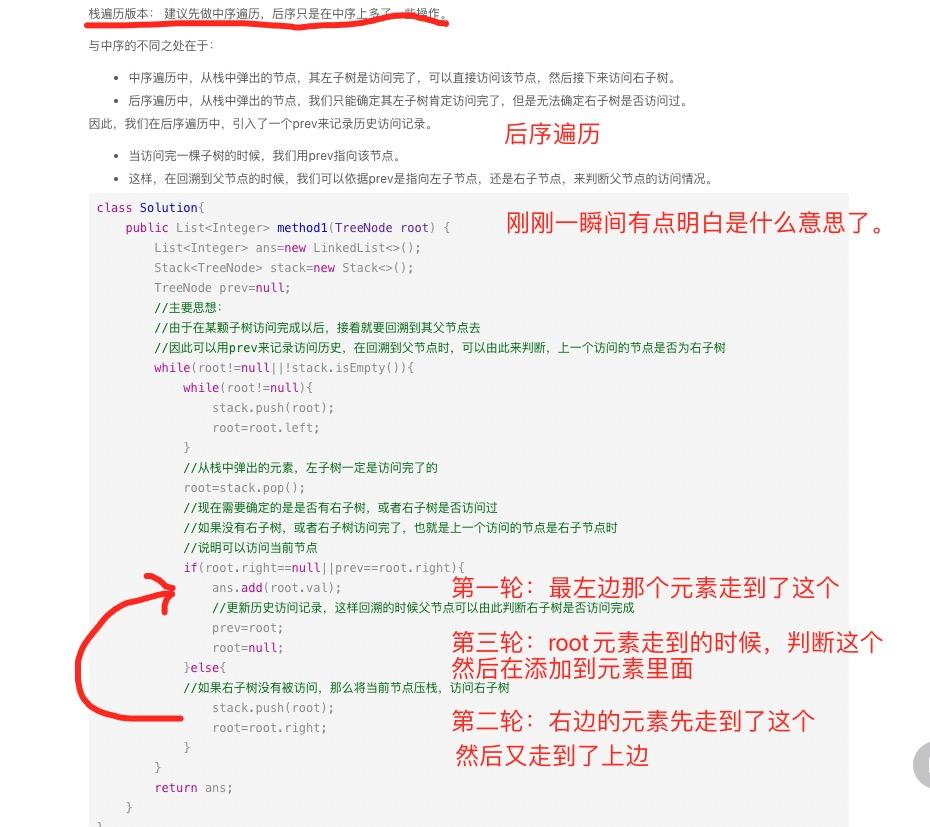 栈遍历版本： 建议先做中序遍历，后序只是在中序上多了一些操作。
与中序的不同之处在于：
• 中序遍历中，从栈中弹出的节点，其左子树是访问完了，可以直接访问该节点，然后接下来访问右子树。
• 后序遍历中，从栈中弹出的节点，我们只能确定其左子树肯定访问完了，但是无法确定右子树是否访问过。
因此，我们在后序遍历中，引入了一个prev来记录历史访问记录。
后序遍历
• 当访问完一棵子树的时候，我们用prev指向该节点。
• 这样，在回溯到父节点的时候，我们可以依据prev是指向左子节点，还是右子节点，来判断父节点的访问情况。
class Solution{
刚刚一瞬间有点明白是什么意思了。
public List<Integer> method1(TreeNode root) {
List<Integer> ans=new LinkedList<>();
Stack<TreeNode> stack=new Stack<>();
TreeNode prev=null;
//主要思想：
//由于在某颗子树访问完成以后，接着就要回溯到其父节点去
//因此可以用prev来记录访问历史，在回溯到父节点时，可以由此来判断，上一个访问的节点是否为右子树
while(root!=null||!stack.isEmpty()){
while(root!=null){
stack.push(root);
root=root.left;
}
//从栈中弹出的元素，左子树一定是访问完了的
root=stack.pop();
//现在需要确定的是是否有右子树，或者右子树是否访问过
//如果没有右子树，或者右子树访问完了，也就是上一个访问的节点是右子节点时
//说明可以访问当前节点
if(root.right==null||prev==root.right){
ans.add(root.val);
第一轮：最左边那个元素走到了这个
//更新历史访问记录，这样回溯的时候父节点可以由此判断右子树是否访问完成
prev=root;
第三轮：root元素走到的时候，判断这个
root=null;
然后在添加到元素里面
}else{
//如果右子树没有被访问，那么将当前节点压栈，访问右子树
stack.push(root);
第二轮：右边的元素先走到了这个
root=root.right;
然后又走到了上边
}
}
return ans;
}
}